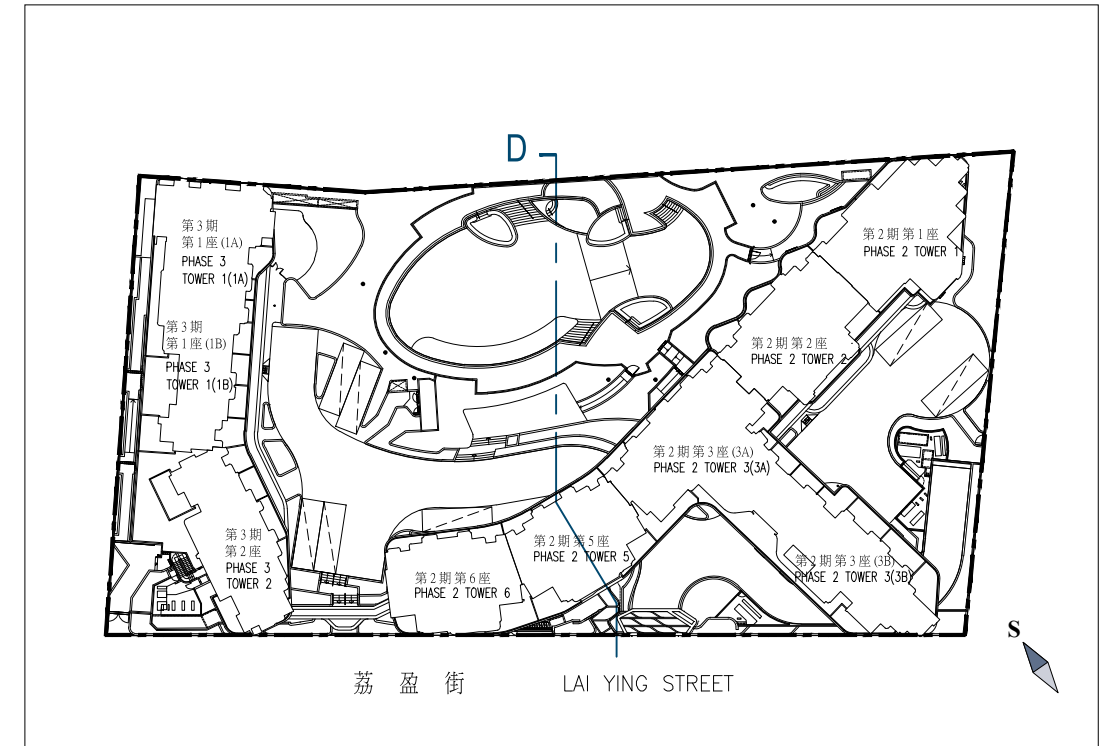 D
第3期
第1座(1A)
PHASE 3
TOWER 1(1A)
第3期
第1座(1B)
PHASE 3
TOWER 1(1B)
第2期第1座
PHASE 2 TOWER 1
第2期第2座
PHASE 2 TOWER 2
第2期第3座(3A)
PHASE 2 TOWER 3(3A)
第3期
第2座
PHASE 3
TOWER 2
第2期第5座
PHASE 2 TOWER 5
第2期第6座
PHASE 2 TOWER 6
第2期第3座(3B)
PHASE 2 TOWER 3(3B)
S
荔盈街 LAI YING STREET